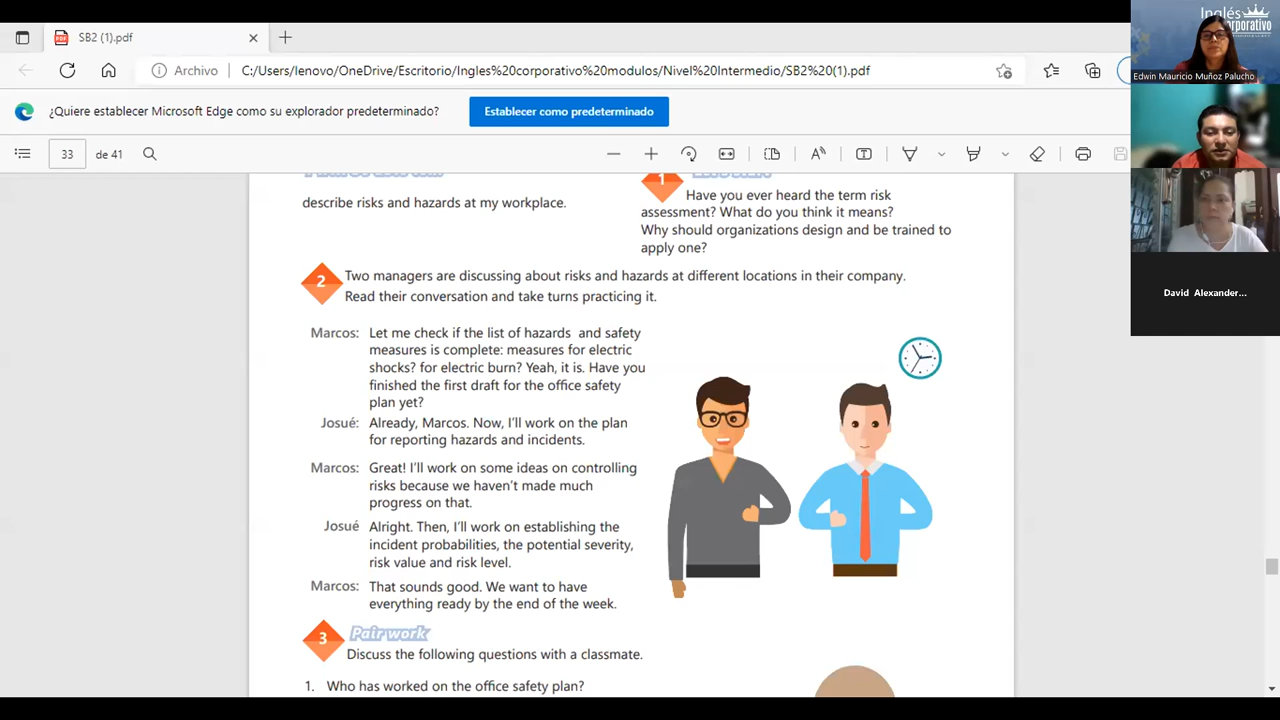 SB2 (1).pdf
Archivo
C:/Users/lenovo/OneDrive/Escritorio/Ingles%20corporativo%20modulos/Nivel%20Intermedio/SB2%20(1).pdf
¿Quiere establecer Microsoft Edge como su explorador predeterminado?
Establecer como predeterminado
33
de 41
describe risks and hazards at my workplace.
1
Have you ever heard the term risk
assessment? What do you think it means?
Why should organizations design and be trained to
apply one?
2
Two managers are discussing about risks and hazards at different locations in their company.
Read their conversation and take turns practicing it.
Marcos: Let me check if the list of hazards and safety
measures is complete: measures for electric
shocks? for electric burn? Yeah, it is. Have you
finished the first draft for the office safety
plan yet?
Josué: Already, Marcos. Now, I'll work on the plan
for reporting hazards and incidents.
Marcos: Great! I'll work on some ideas on controlling
risks because we haven't made much
progress on that.
Josué Alright. Then, I'll work on establishing the
incident probabilities, the potential severity,
risk value and risk level.
Marcos: That sounds good. We want to have
everything ready by the end of the week.
3
Pair work
Discuss the following questions with a classmate.
1. Who has worked on the office safety plan?
Inglés
Edwin Mauricio Muñoz Palucho
David Alexander...